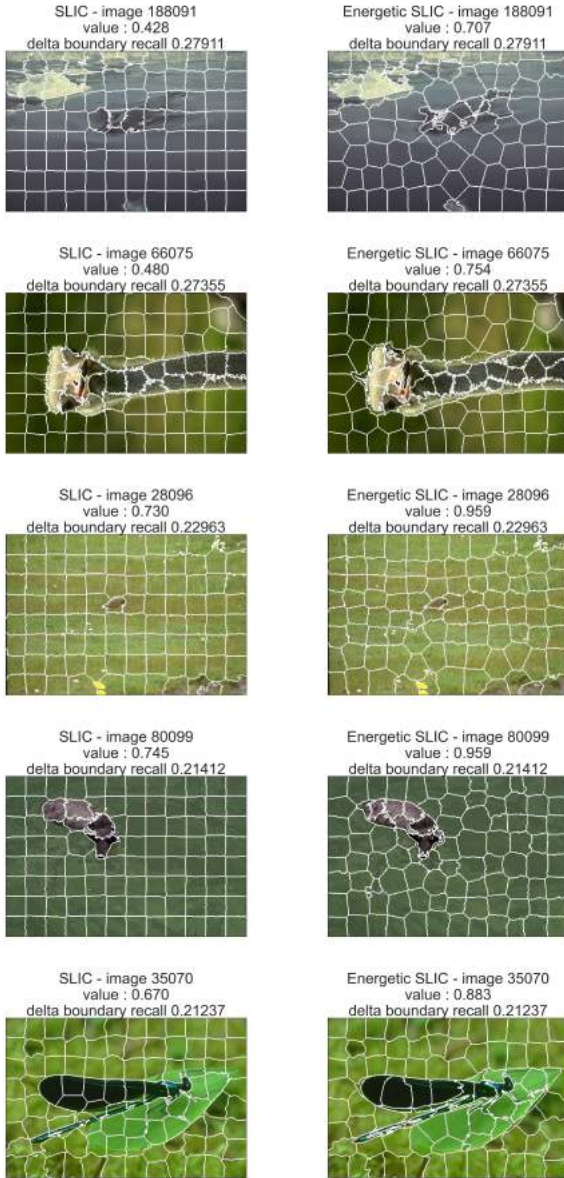 SLIC - image 188091
value : 0.428
delta boundary recall 0.27911
Energetic SLIC - image 188091
value : 0.707
delta boundary recall 0.27911
SLIC - image 66075
value : 0.480
delta boundary recall 0.27355
Energetic SLIC - image 66075
value : 0.754
delta boundary recall 0.27355
SLIC - image 28096
value : 0.730
delta boundary recall 0.22963
Energetic SLIC - image 28096
value : 0.959
delta boundary recall 0.22963
SLIC - image 80099
value : 0.745
delta boundary recall 0.21412
Energetic SLIC - image 80099
value : 0.959
delta boundary recall 0.21412
SLIC - image 35070
value : 0.670
delta boundary recall 0.21237
Energetic SLIC - image 35070
value : 0.883
delta boundary recall 0.21237